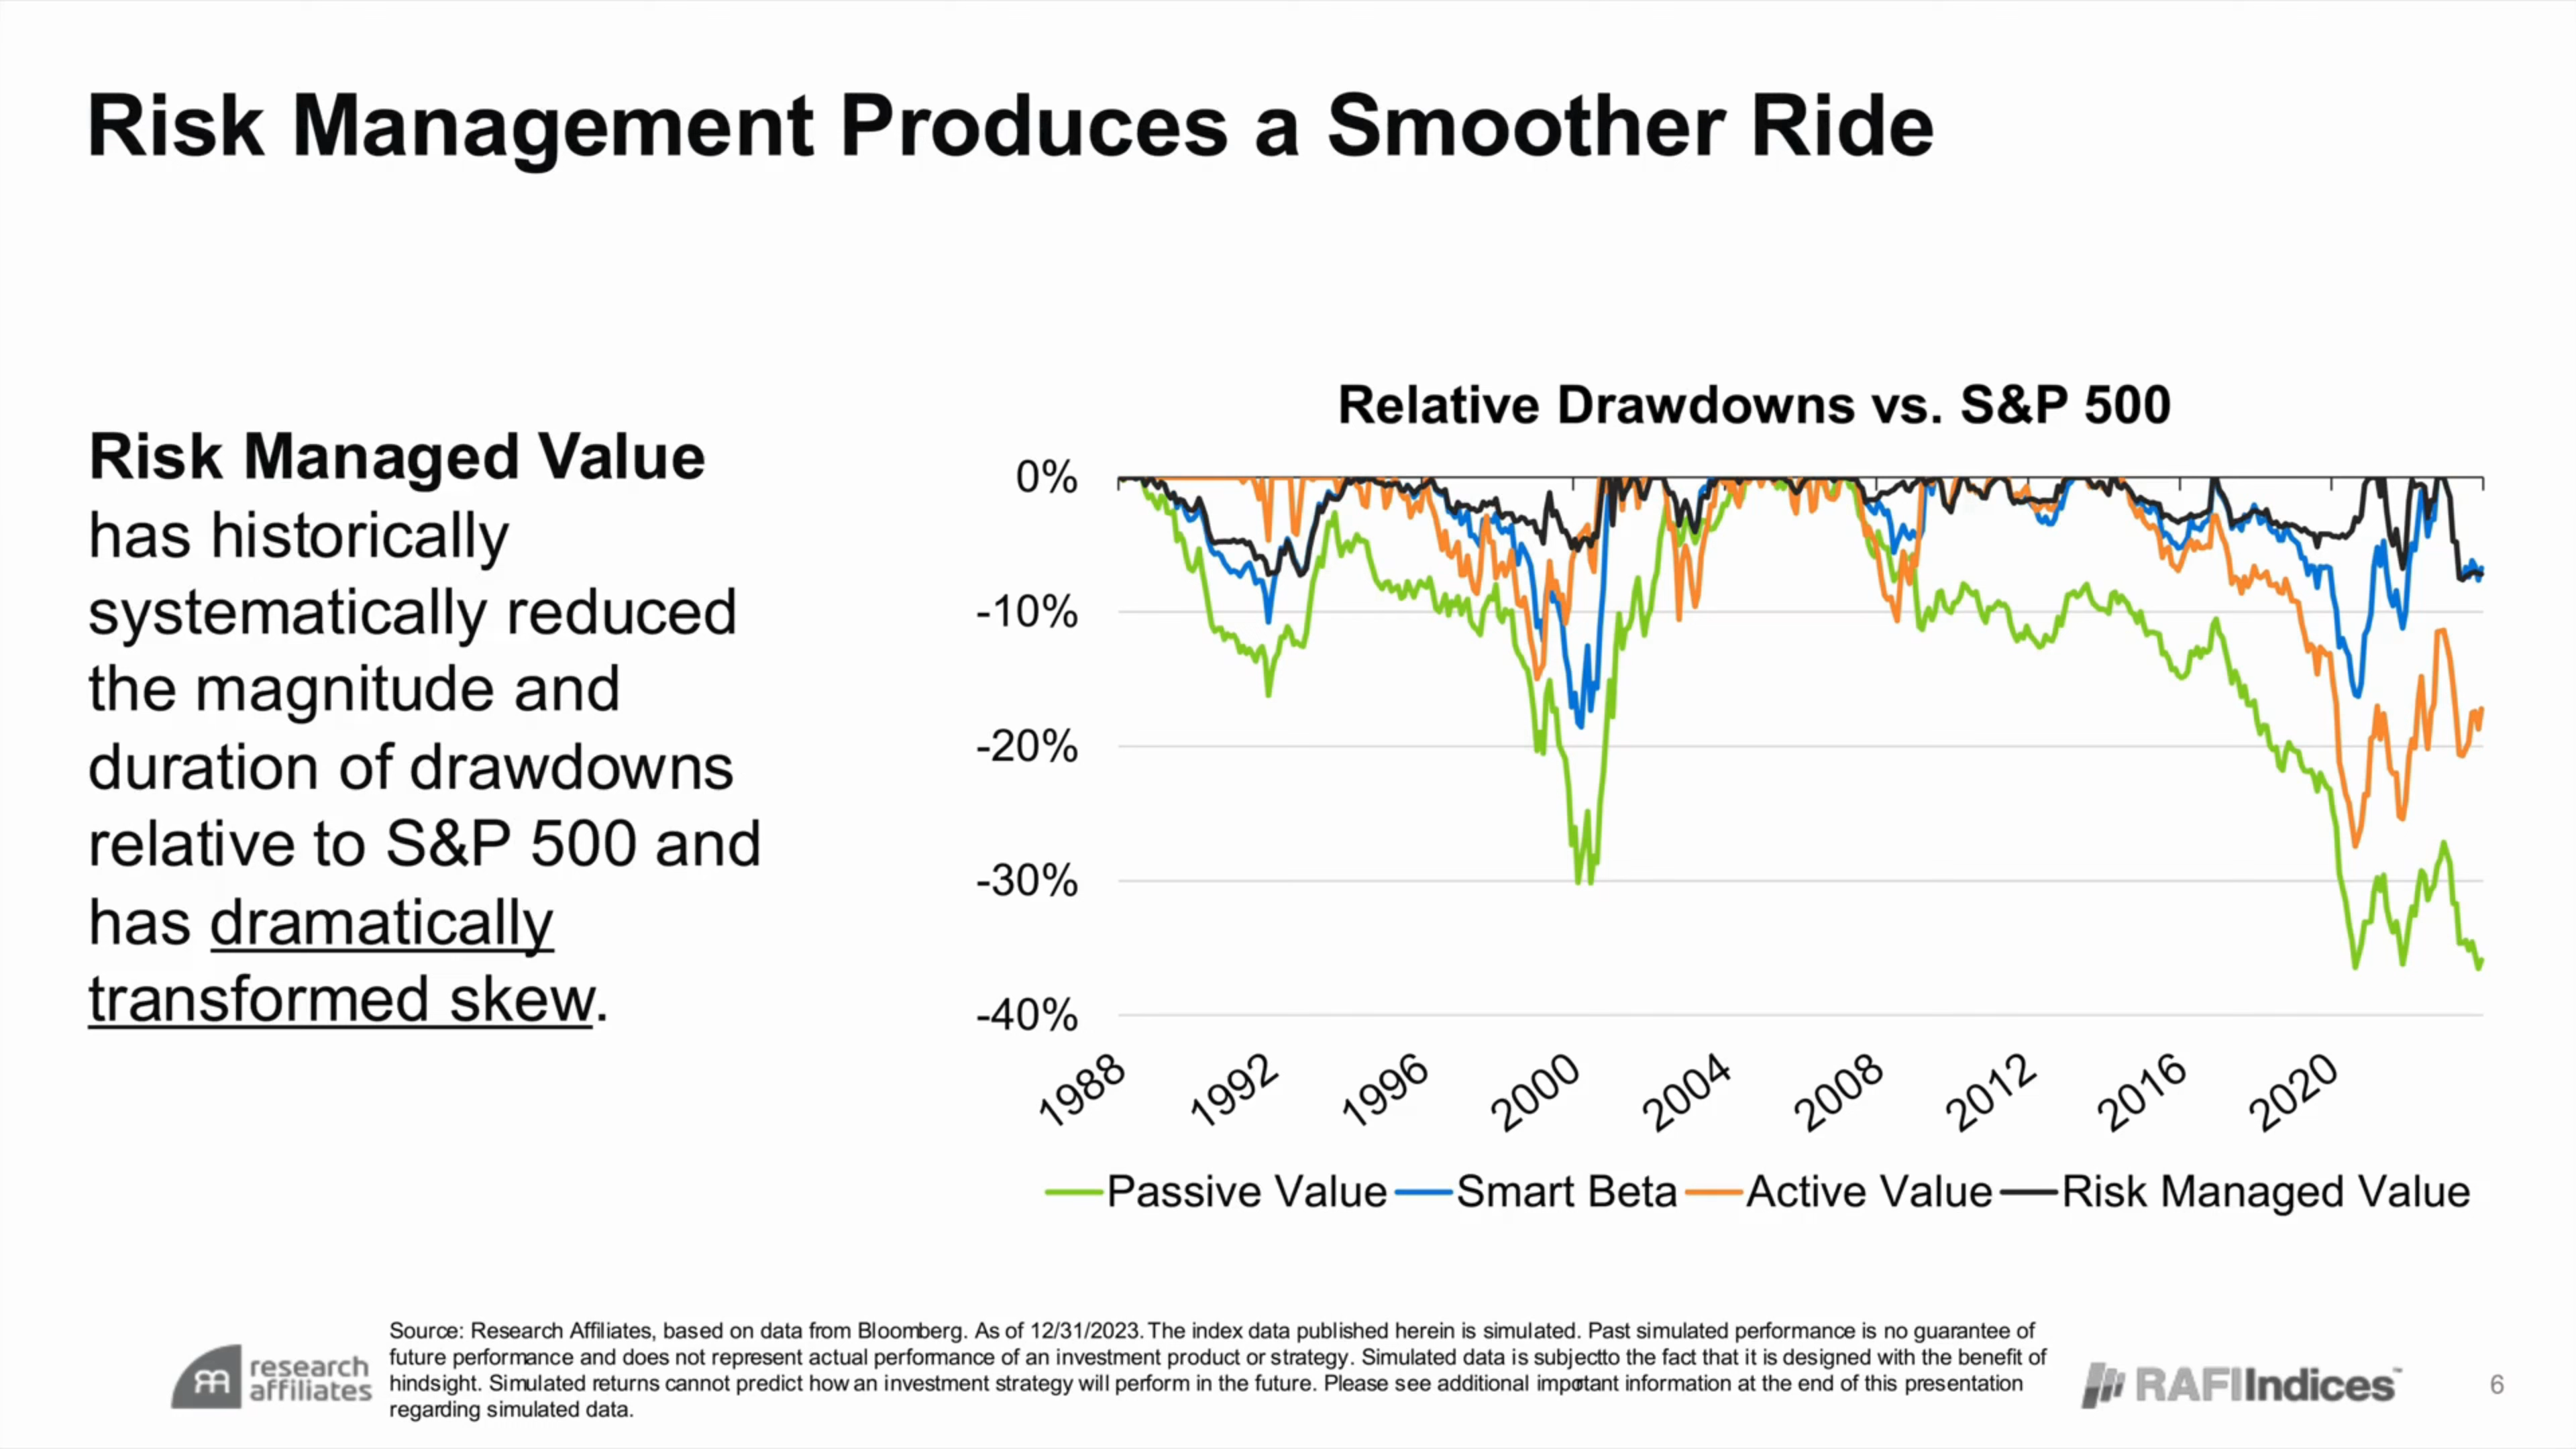 Risk Management Produces a Smoother Ride
Risk Managed Value
has historically
systematically reduced
the magnitude and
duration of drawdowns
relative to S&P 500 and
has dramatically
transformed skew.
Relative Drawdowns vs. S&P 500
0%
-10%
-20%
-30%
-40%
1988
1992
1996
2000
2004
2008
2012
2016
2020
Passive Value
Smart Beta
Active Value
Risk Managed Value
research
affiliates
Source: Research Affiliates, based on data from Bloomberg. As of 12/31/2023. The index data published herein is simulated. Past simulated performance is no guarantee of
future performance and does not represent actual performance of an investment product or strategy. Simulated data is subjectto the fact that it is designed with the benefit of
hindsight. Simulated returns cannot predict how an investment strategy will perform in the future. Please see additional important information at the end of this presentation
regarding simulated data.
RAFI Indices™
6